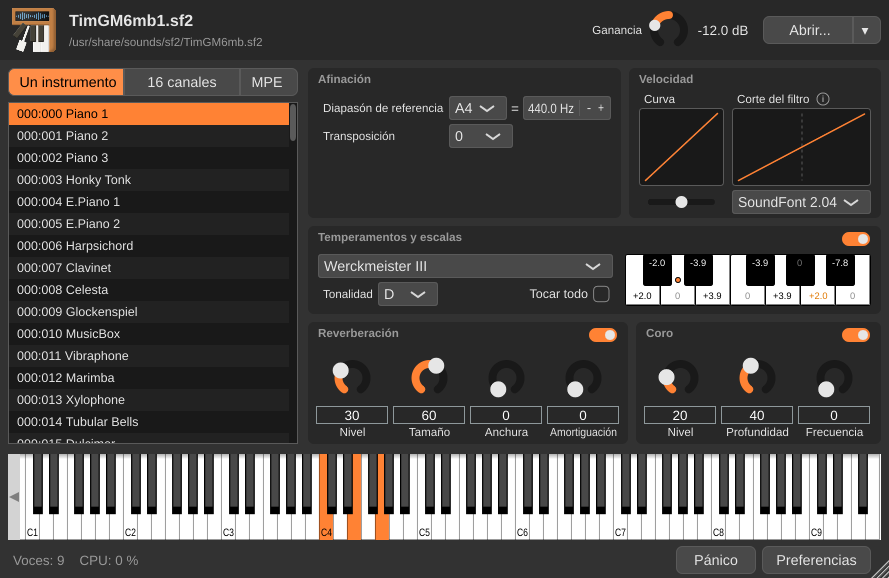 TimGM6mb1.sf2
/usr/share/sounds/sf2/TimGM6mb.sf2
Ganancia
-12.0 dB
Abrir...
Un instrumento
16 canales
MPE
000:000 Piano 1
000:001 Piano 2
000:002 Piano 3
000:003 Honky Tonk
000:004 E.Piano 1
000:005 E.Piano 2
000:006 Harpsichord
000:007 Clavinet
000:008 Celesta
000:009 Glockenspiel
000:010 MusicBox
000:011 Vibraphone
000:012 Marimba
000:013 Xylophone
000:014 Tubular Bells
000:015 Dulcimer
Afinación
Diapasón de referencia A4 = 440.0 Hz - +
Transposición 0
Velocidad
Curva
Corte del filtro i
SoundFont 2.04
Temperamentos y escalas
Werckmeister III
Tonalidad D
Tocar todo
-2.0 -3.9 -3.9 0 -7.8
+2.0 0 +3.9 0 +3.9 +2.0 0
Reverberación
30 60 0 0
Nivel Tamaño Anchura Amortiguación
Coro
20 40 0
Nivel Profundidad Frecuencia
C1 C2 C3 C4 C5 C6 C7 C8 C9
Voces: 9 CPU: 0 %
Pánico
Preferencias